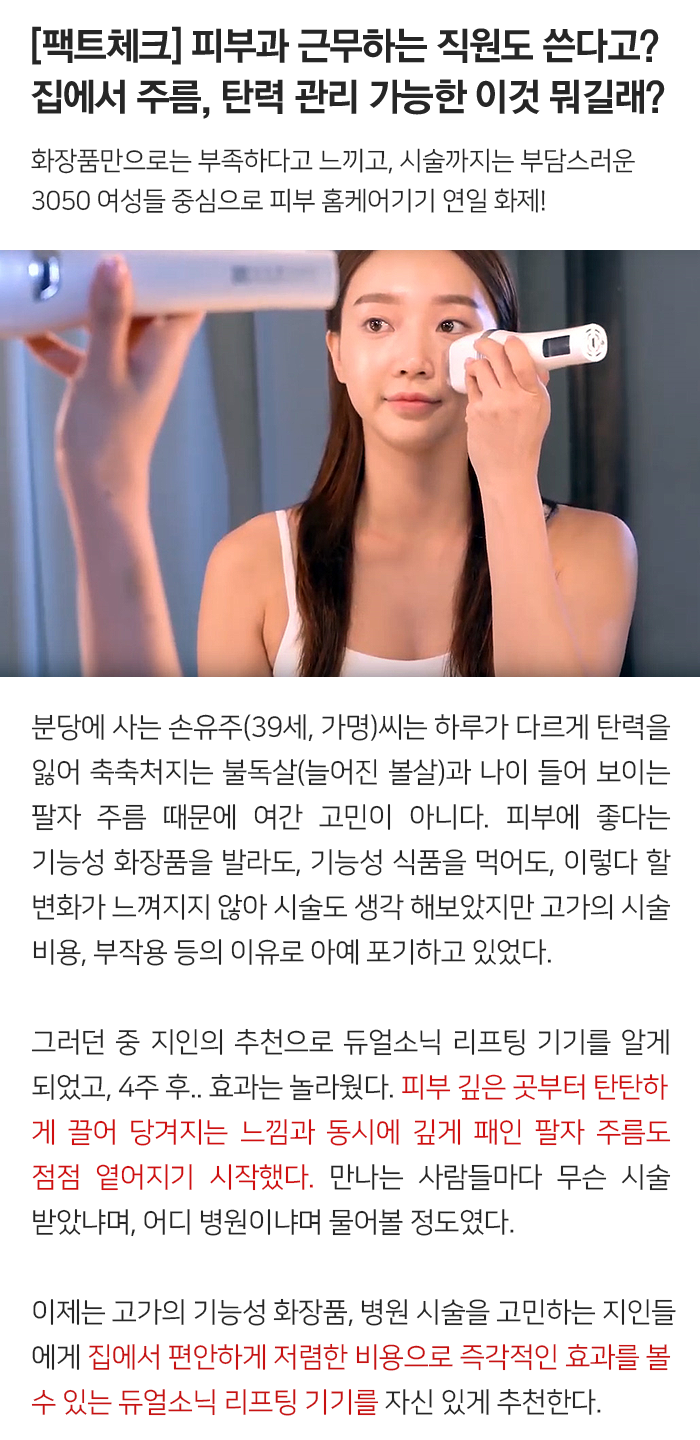 [팩트체크] 피부과 근무하는 직원도 쓴다고?
집에서 주름, 탄력 관리 가능한 이것 뭐길래?
화장품만으로는 부족하다고 느끼고, 시술까지는 부담스러운
3050 여성들 중심으로 피부 홈케어기기 연일 화제!
분당에 사는 손유주(39세, 가명)씨는 하루가 다르게 탄력을
잃어 축축처지는 불독살(늘어진 볼살)과 나이 들어 보이는
팔자 주름 때문에 여간 고민이 아니다. 피부에 좋다는
기능성 화장품을 발라도, 기능성 식품을 먹어도, 이렇다 할
변화가 느껴지지 않아 시술도 생각 해보았지만 고가의 시술
비용, 부작용 등의 이유로 아예 포기하고 있었다.
그러던 중 지인의 추천으로 듀얼소닉 리프팅 기기를 알게
되었고, 4주 후.. 효과는 놀라웠다. 피부 깊은 곳부터 탄탄하
게 끌어 당겨지는 느낌과 동시에 깊게 패인 팔자 주름도
점점 옅어지기 시작했다. 만나는 사람들마다 무슨 시술
받았냐며, 어디 병원이냐며 물어볼 정도였다.
이제는 고가의 기능성 화장품, 병원 시술을 고민하는 지인들
에게 집에서 편안하게 저렴한 비용으로 즉각적인 효과를 볼
수 있는 듀얼소닉 리프팅 기기를 자신 있게 추천한다.